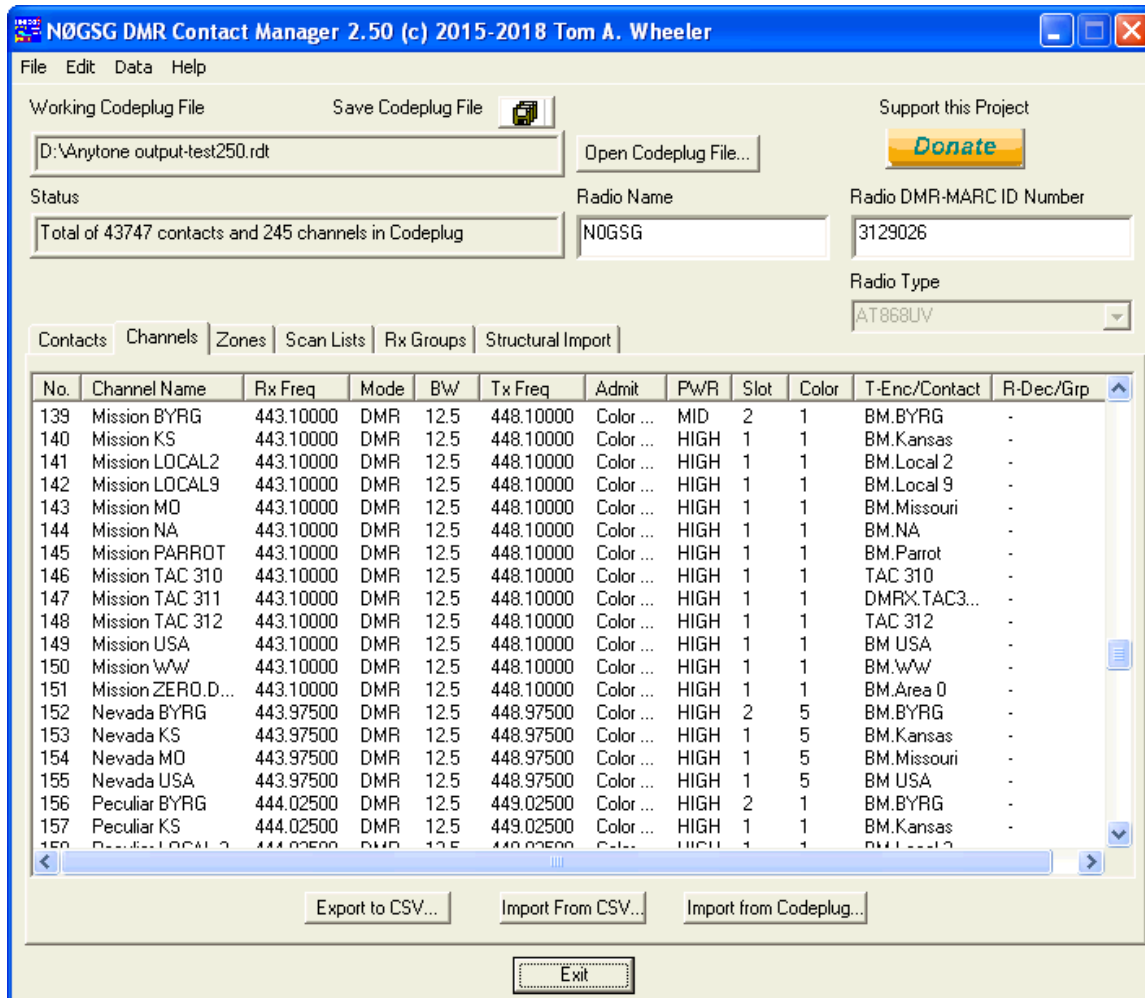 NØGSG DMR Contact Manager 2.50 (c) 2015-2018 Tom A. Wheeler
File Edit Data Help
Working Codeplug File Save Codeplug File Support this Project
D:\Anytone output-test250.rdt Open Codeplug File... Donate
Status Radio Name Radio DMR-MARC ID Number
Total of 43747 contacts and 245 channels in Codeplug N0GSG 3129026
Radio Type
AT868UV
Contacts Channels Zones Scan Lists Rx Groups Structural Import
No. Channel Name Rx Freq Mode BW Tx Freq Admit PWR Slot Color T-Enc/Contact R-Dec/Grp
139 Mission BYRG 443.10000 DMR 12.5 448.10000 Color ... MID 2 1 BM.BYRG -
140 Mission KS 443.10000 DMR 12.5 448.10000 Color ... HIGH 1 1 BM.Kansas -
141 Mission LOCAL2 443.10000 DMR 12.5 448.10000 Color ... HIGH 1 1 BM.Local 2 -
142 Mission LOCAL9 443.10000 DMR 12.5 448.10000 Color ... HIGH 1 1 BM.Local 9 -
143 Mission MO 443.10000 DMR 12.5 448.10000 Color ... HIGH 1 1 BM.Missouri -
144 Mission NA 443.10000 DMR 12.5 448.10000 Color ... HIGH 1 1 BM.NA -
145 Mission PARROT 443.10000 DMR 12.5 448.10000 Color ... HIGH 1 1 BM.Parrot -
146 Mission TAC 310 443.10000 DMR 12.5 448.10000 Color ... HIGH 1 1 TAC 310 -
147 Mission TAC 311 443.10000 DMR 12.5 448.10000 Color ... HIGH 1 1 DMRX.TAC3... -
148 Mission TAC 312 443.10000 DMR 12.5 448.10000 Color ... HIGH 1 1 TAC 312 -
149 Mission USA 443.10000 DMR 12.5 448.10000 Color ... HIGH 1 1 BM USA -
150 Mission WW 443.10000 DMR 12.5 448.10000 Color ... HIGH 1 1 BM.WW -
151 Mission ZERO.D... 443.10000 DMR 12.5 448.10000 Color ... HIGH 1 1 BM.Area 0 -
152 Nevada BYRG 443.97500 DMR 12.5 448.97500 Color ... HIGH 2 5 BM.BYRG -
153 Nevada KS 443.97500 DMR 12.5 448.97500 Color ... HIGH 1 5 BM.Kansas -
154 Nevada MO 443.97500 DMR 12.5 448.97500 Color ... HIGH 1 5 BM.Missouri -
155 Nevada USA 443.97500 DMR 12.5 448.97500 Color ... HIGH 1 5 BM USA -
156 Peculiar BYRG 444.02500 DMR 12.5 449.02500 Color ... HIGH 2 1 BM.BYRG -
157 Peculiar KS 444.02500 DMR 12.5 449.02500 Color ... HIGH 1 1 BM.Kansas -
Export to CSV... Import From CSV... Import from Codeplug...
Exit